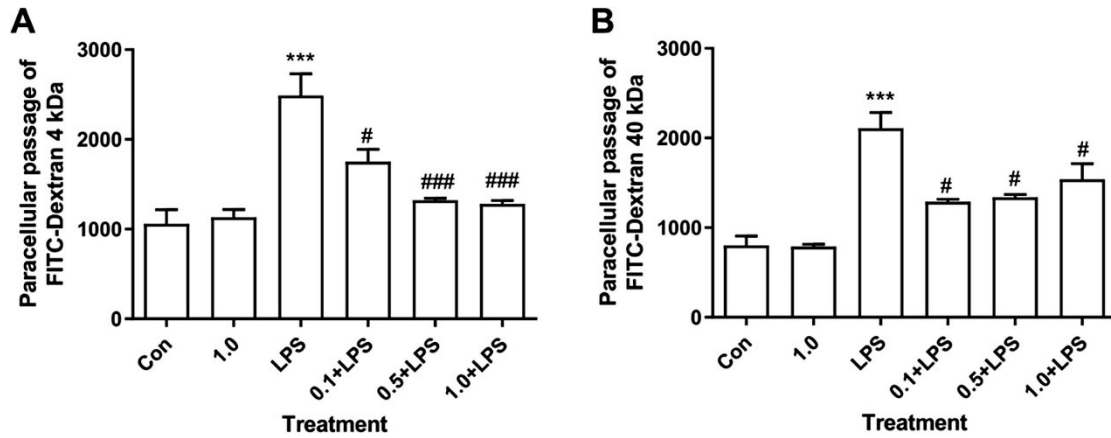 A
Paracellular passage of
FITC-Dextran 4 kDa
3000
2000
1000
0
***
#
###
###
Con
1.0
LPS
0.1+LPS
0.5+LPS
1.0+LPS
Treatment
B
Paracellular passage of
FITC-Dextran 40 kDa
3000
2000
1000
0
***
#
#
#
Con
1.0
LPS
0.1+LPS
0.5+LPS
1.0+LPS
Treatment